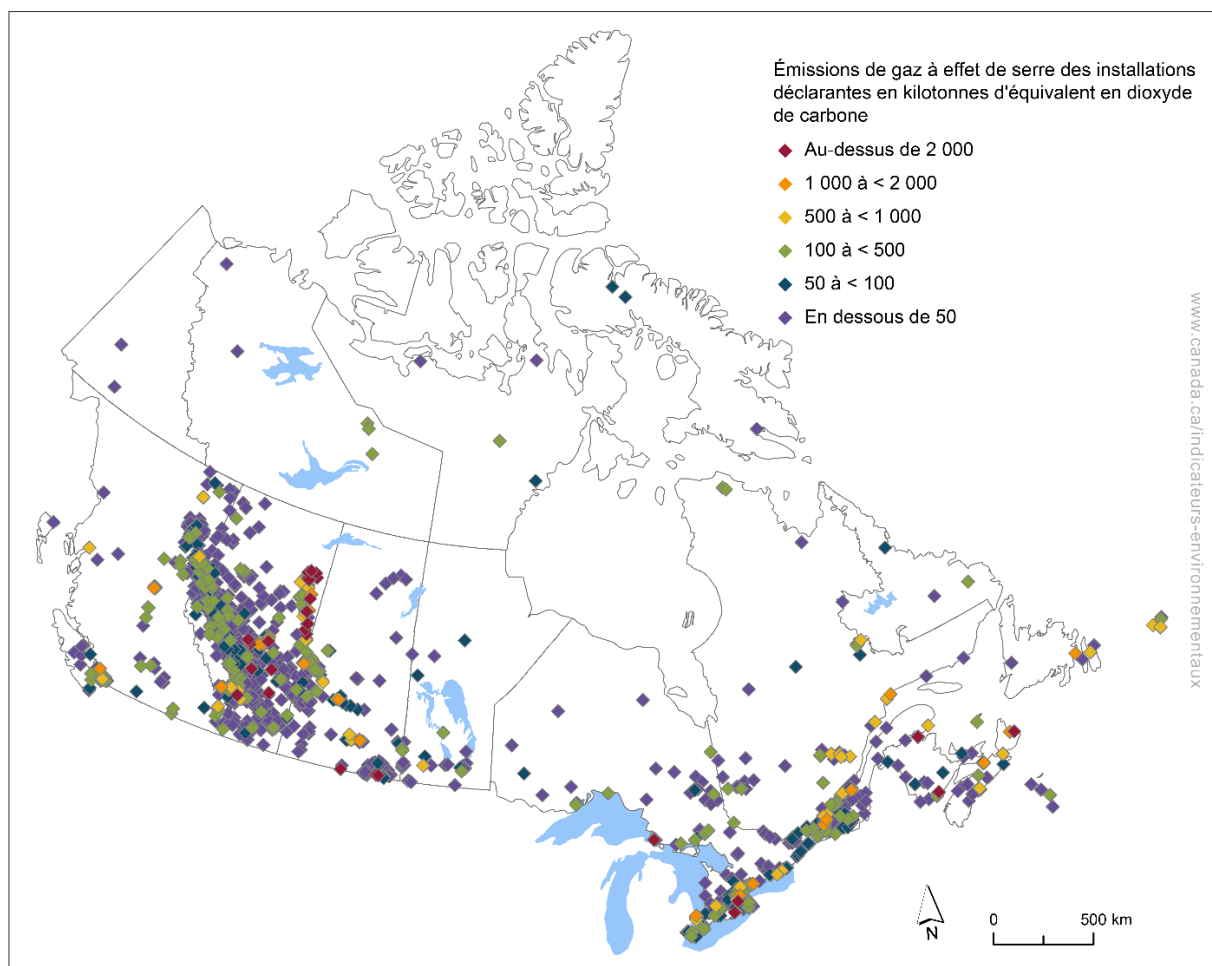 Émissions de gaz à effet de serre des installations
déclarantes en kilotonnes d'équivalent en dioxyde
de carbone
Au-dessus de 2 000
1 000 à < 2 000
500 à < 1 000
100 à < 500
50 à < 100
En dessous de 50
www.canada.ca/indicateurs-environnementaux
N
0 500 km